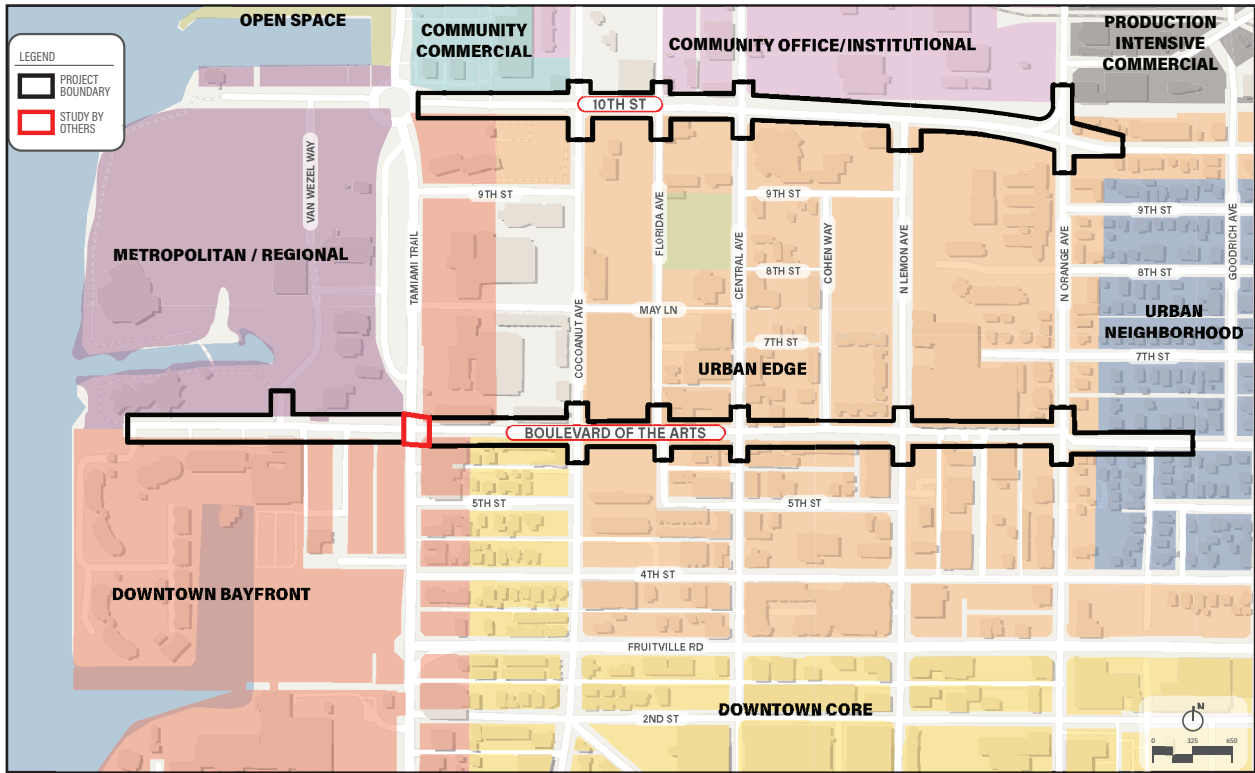 OPEN SPACE
COMMUNITY
COMMERCIAL
COMMUNITY OFFICE/INSTITUTIONAL
PRODUCTION
INTENSIVE
COMMERCIAL
LEGEND
PROJECT
BOUNDARY
STUDY BY
OTHERS
10TH ST
VAN WEZEL WAY
9TH ST
9TH ST
9TH ST
METROPOLITAN / REGIONAL
TAMIAMI TRAIL
FLORIDA AVE
CENTRAL AVE
COHEN WAY
N LEMON AVE
N ORANGE AVE
GOODRICH AVE
8TH ST
8TH ST
COCOANUT AVE
MAY LN
URBAN
NEIGHBORHOOD
7TH ST
7TH ST
URBAN EDGE
BOULEVARD OF THE ARTS
5TH ST
5TH ST
4TH ST
DOWNTOWN BAYFRONT
FRUITVILLE RD
DOWNTOWN CORE
2ND ST
N
0 325 650